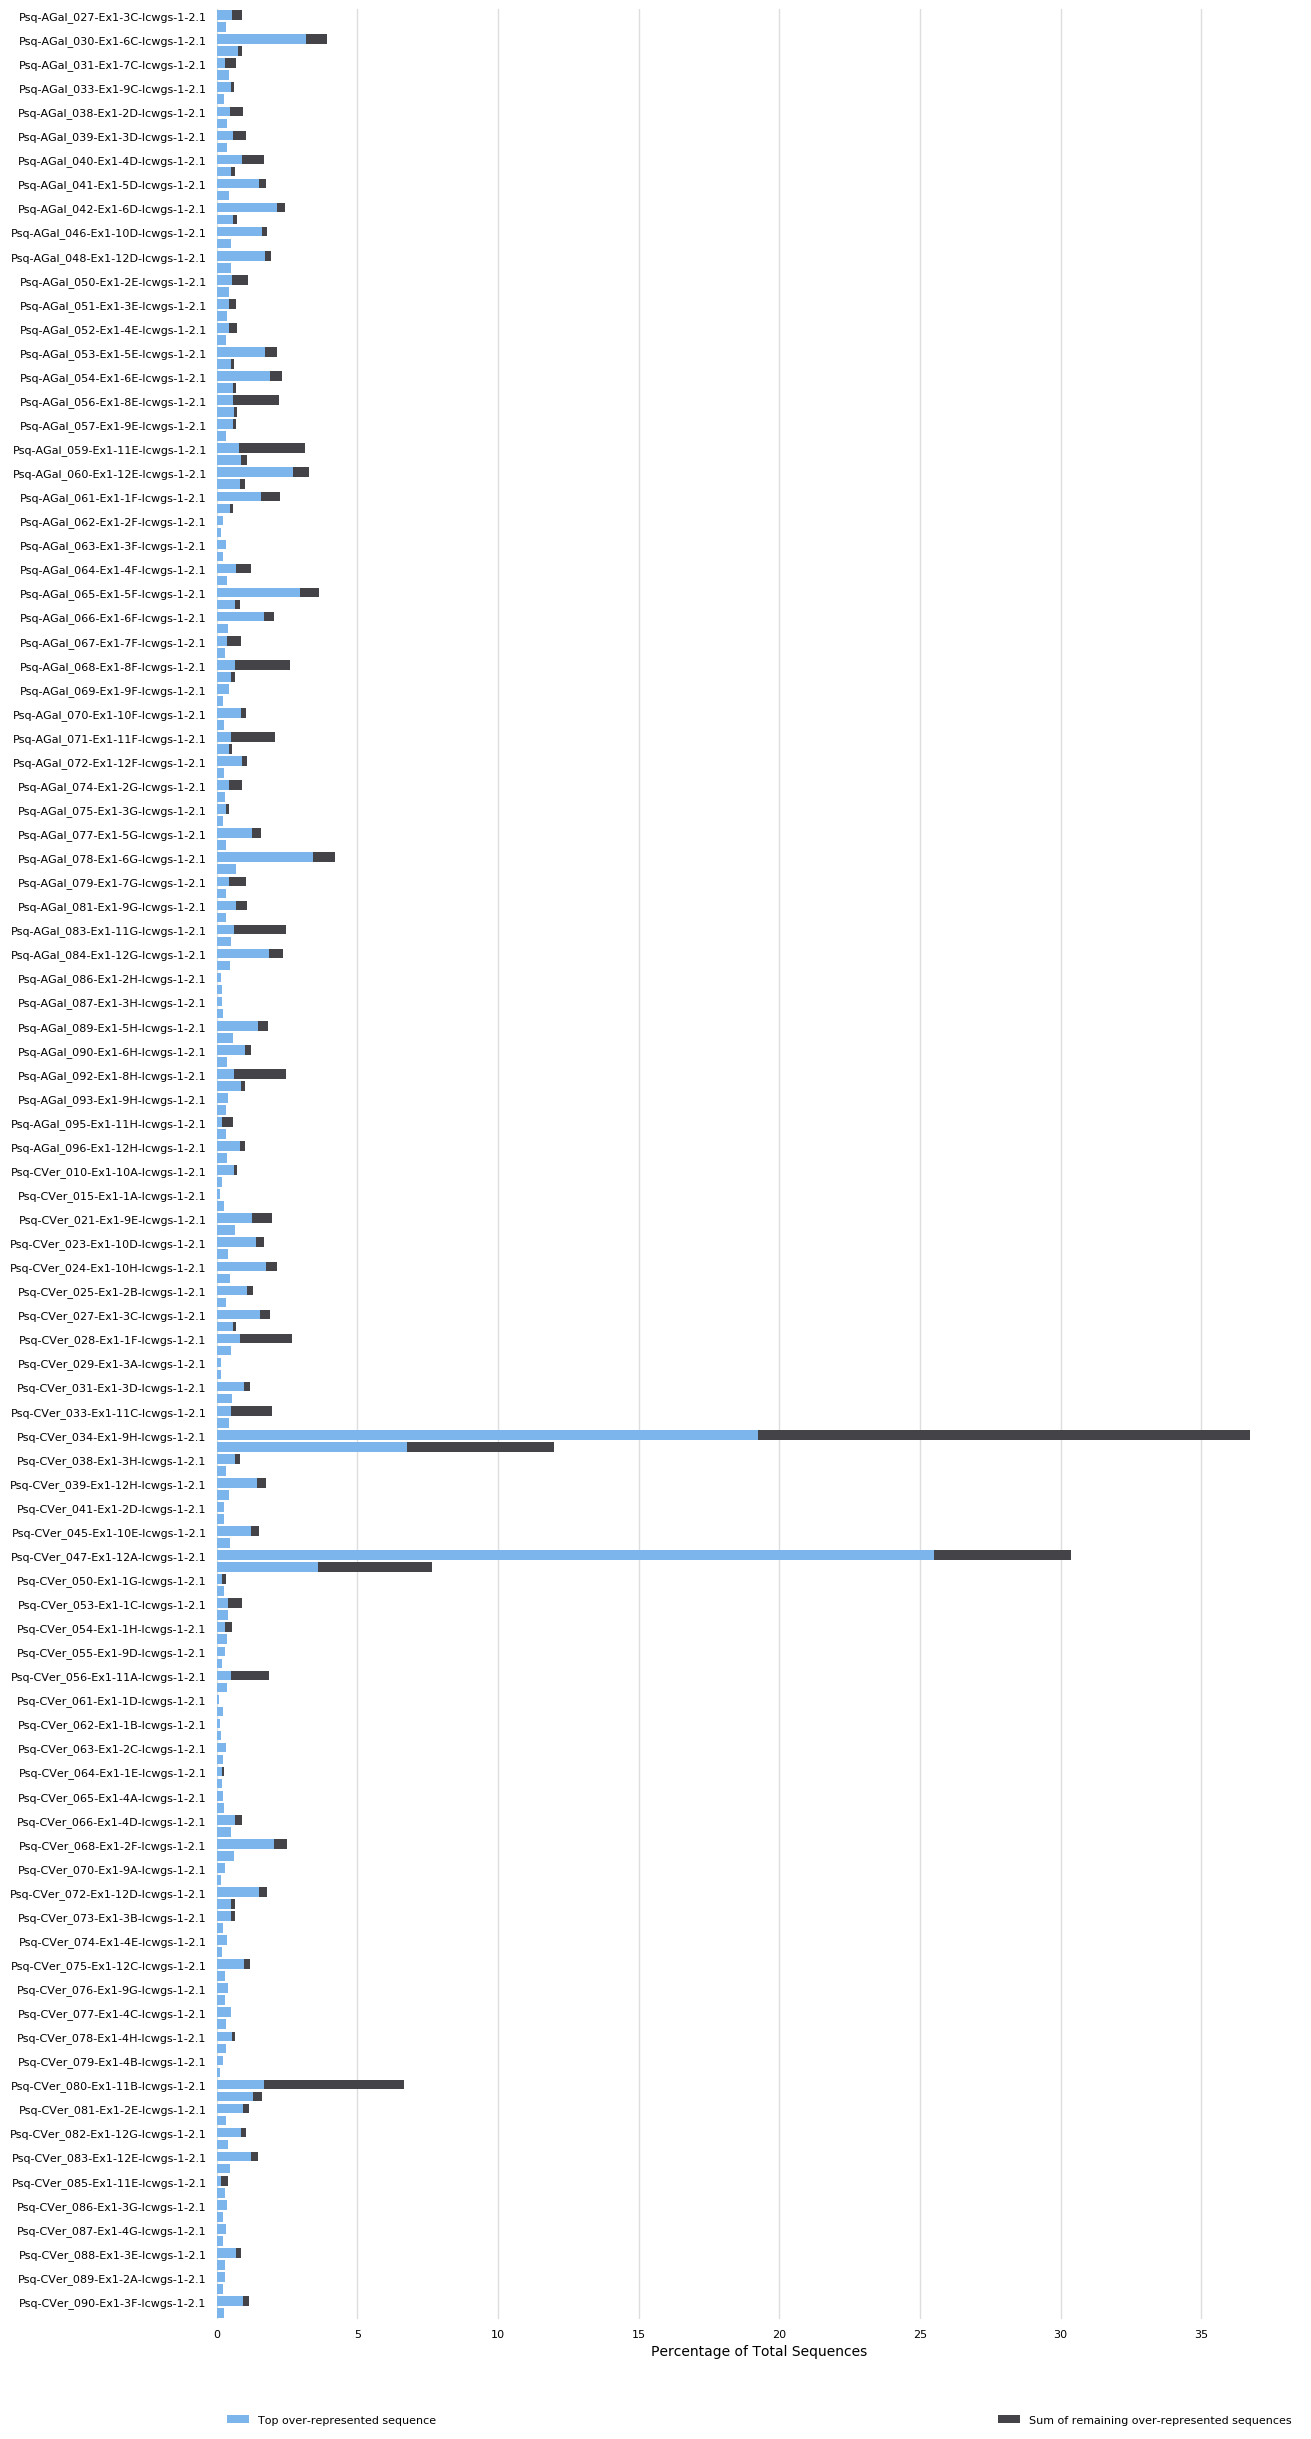 Psq-AGal_027-Ex1-3C-lcwgs-1-2.1
Psq-AGal_030-Ex1-6C-lcwgs-1-2.1
Psq-AGal_031-Ex1-7C-lcwgs-1-2.1
Psq-AGal_033-Ex1-9C-lcwgs-1-2.1
Psq-AGal_038-Ex1-2D-lcwgs-1-2.1
Psq-AGal_039-Ex1-3D-lcwgs-1-2.1
Psq-AGal_040-Ex1-4D-lcwgs-1-2.1
Psq-AGal_041-Ex1-5D-lcwgs-1-2.1
Psq-AGal_042-Ex1-6D-lcwgs-1-2.1
Psq-AGal_046-Ex1-10D-lcwgs-1-2.1
Psq-AGal_048-Ex1-12D-lcwgs-1-2.1
Psq-AGal_050-Ex1-2E-lcwgs-1-2.1
Psq-AGal_051-Ex1-3E-lcwgs-1-2.1
Psq-AGal_052-Ex1-4E-lcwgs-1-2.1
Psq-AGal_053-Ex1-5E-lcwgs-1-2.1
Psq-AGal_054-Ex1-6E-lcwgs-1-2.1
Psq-AGal_056-Ex1-8E-lcwgs-1-2.1
Psq-AGal_057-Ex1-9E-lcwgs-1-2.1
Psq-AGal_059-Ex1-11E-lcwgs-1-2.1
Psq-AGal_060-Ex1-12E-lcwgs-1-2.1
Psq-AGal_061-Ex1-1F-lcwgs-1-2.1
Psq-AGal_062-Ex1-2F-lcwgs-1-2.1
Psq-AGal_063-Ex1-3F-lcwgs-1-2.1
Psq-AGal_064-Ex1-4F-lcwgs-1-2.1
Psq-AGal_065-Ex1-5F-lcwgs-1-2.1
Psq-AGal_066-Ex1-6F-lcwgs-1-2.1
Psq-AGal_067-Ex1-7F-lcwgs-1-2.1
Psq-AGal_068-Ex1-8F-lcwgs-1-2.1
Psq-AGal_069-Ex1-9F-lcwgs-1-2.1
Psq-AGal_070-Ex1-10F-lcwgs-1-2.1
Psq-AGal_071-Ex1-11F-lcwgs-1-2.1
Psq-AGal_072-Ex1-12F-lcwgs-1-2.1
Psq-AGal_074-Ex1-2G-lcwgs-1-2.1
Psq-AGal_075-Ex1-3G-lcwgs-1-2.1
Psq-AGal_077-Ex1-5G-lcwgs-1-2.1
Psq-AGal_078-Ex1-6G-lcwgs-1-2.1
Psq-AGal_079-Ex1-7G-lcwgs-1-2.1
Psq-AGal_081-Ex1-9G-lcwgs-1-2.1
Psq-AGal_083-Ex1-11G-lcwgs-1-2.1
Psq-AGal_084-Ex1-12G-lcwgs-1-2.1
Psq-AGal_086-Ex1-2H-lcwgs-1-2.1
Psq-AGal_087-Ex1-3H-lcwgs-1-2.1
Psq-AGal_089-Ex1-5H-lcwgs-1-2.1
Psq-AGal_090-Ex1-6H-lcwgs-1-2.1
Psq-AGal_092-Ex1-8H-lcwgs-1-2.1
Psq-AGal_093-Ex1-9H-lcwgs-1-2.1
Psq-AGal_095-Ex1-11H-lcwgs-1-2.1
Psq-AGal_096-Ex1-12H-lcwgs-1-2.1
Psq-CVer_010-Ex1-10A-lcwgs-1-2.1
Psq-CVer_015-Ex1-1A-lcwgs-1-2.1
Psq-CVer_021-Ex1-9E-lcwgs-1-2.1
Psq-CVer_023-Ex1-10D-lcwgs-1-2.1
Psq-CVer_024-Ex1-10H-lcwgs-1-2.1
Psq-CVer_025-Ex1-2B-lcwgs-1-2.1
Psq-CVer_027-Ex1-3C-lcwgs-1-2.1
Psq-CVer_028-Ex1-1F-lcwgs-1-2.1
Psq-CVer_029-Ex1-3A-lcwgs-1-2.1
Psq-CVer_031-Ex1-3D-lcwgs-1-2.1
Psq-CVer_033-Ex1-11C-lcwgs-1-2.1
Psq-CVer_034-Ex1-9H-lcwgs-1-2.1
Psq-CVer_038-Ex1-3H-lcwgs-1-2.1
Psq-CVer_039-Ex1-12H-lcwgs-1-2.1
Psq-CVer_041-Ex1-2D-lcwgs-1-2.1
Psq-CVer_045-Ex1-10E-lcwgs-1-2.1
Psq-CVer_047-Ex1-12A-lcwgs-1-2.1
Psq-CVer_050-Ex1-1G-lcwgs-1-2.1
Psq-CVer_053-Ex1-1C-lcwgs-1-2.1
Psq-CVer_054-Ex1-1H-lcwgs-1-2.1
Psq-CVer_055-Ex1-9D-lcwgs-1-2.1
Psq-CVer_056-Ex1-11A-lcwgs-1-2.1
Psq-CVer_061-Ex1-1D-lcwgs-1-2.1
Psq-CVer_062-Ex1-1B-lcwgs-1-2.1
Psq-CVer_063-Ex1-2C-lcwgs-1-2.1
Psq-CVer_064-Ex1-1E-lcwgs-1-2.1
Psq-CVer_065-Ex1-4A-lcwgs-1-2.1
Psq-CVer_066-Ex1-4D-lcwgs-1-2.1
Psq-CVer_068-Ex1-2F-lcwgs-1-2.1
Psq-CVer_070-Ex1-9A-lcwgs-1-2.1
Psq-CVer_072-Ex1-12D-lcwgs-1-2.1
Psq-CVer_073-Ex1-3B-lcwgs-1-2.1
Psq-CVer_074-Ex1-4E-lcwgs-1-2.1
Psq-CVer_075-Ex1-12C-lcwgs-1-2.1
Psq-CVer_076-Ex1-9G-lcwgs-1-2.1
Psq-CVer_077-Ex1-4C-lcwgs-1-2.1
Psq-CVer_078-Ex1-4H-lcwgs-1-2.1
Psq-CVer_079-Ex1-4B-lcwgs-1-2.1
Psq-CVer_080-Ex1-11B-lcwgs-1-2.1
Psq-CVer_081-Ex1-2E-lcwgs-1-2.1
Psq-CVer_082-Ex1-12G-lcwgs-1-2.1
Psq-CVer_083-Ex1-12E-lcwgs-1-2.1
Psq-CVer_085-Ex1-11E-lcwgs-1-2.1
Psq-CVer_086-Ex1-3G-lcwgs-1-2.1
Psq-CVer_087-Ex1-4G-lcwgs-1-2.1
Psq-CVer_088-Ex1-3E-lcwgs-1-2.1
Psq-CVer_089-Ex1-2A-lcwgs-1-2.1
Psq-CVer_090-Ex1-3F-lcwgs-1-2.1
0 5 10 15 20 25 30 35
Percentage of Total Sequences
Top over-represented sequence
Sum of remaining over-represented sequences